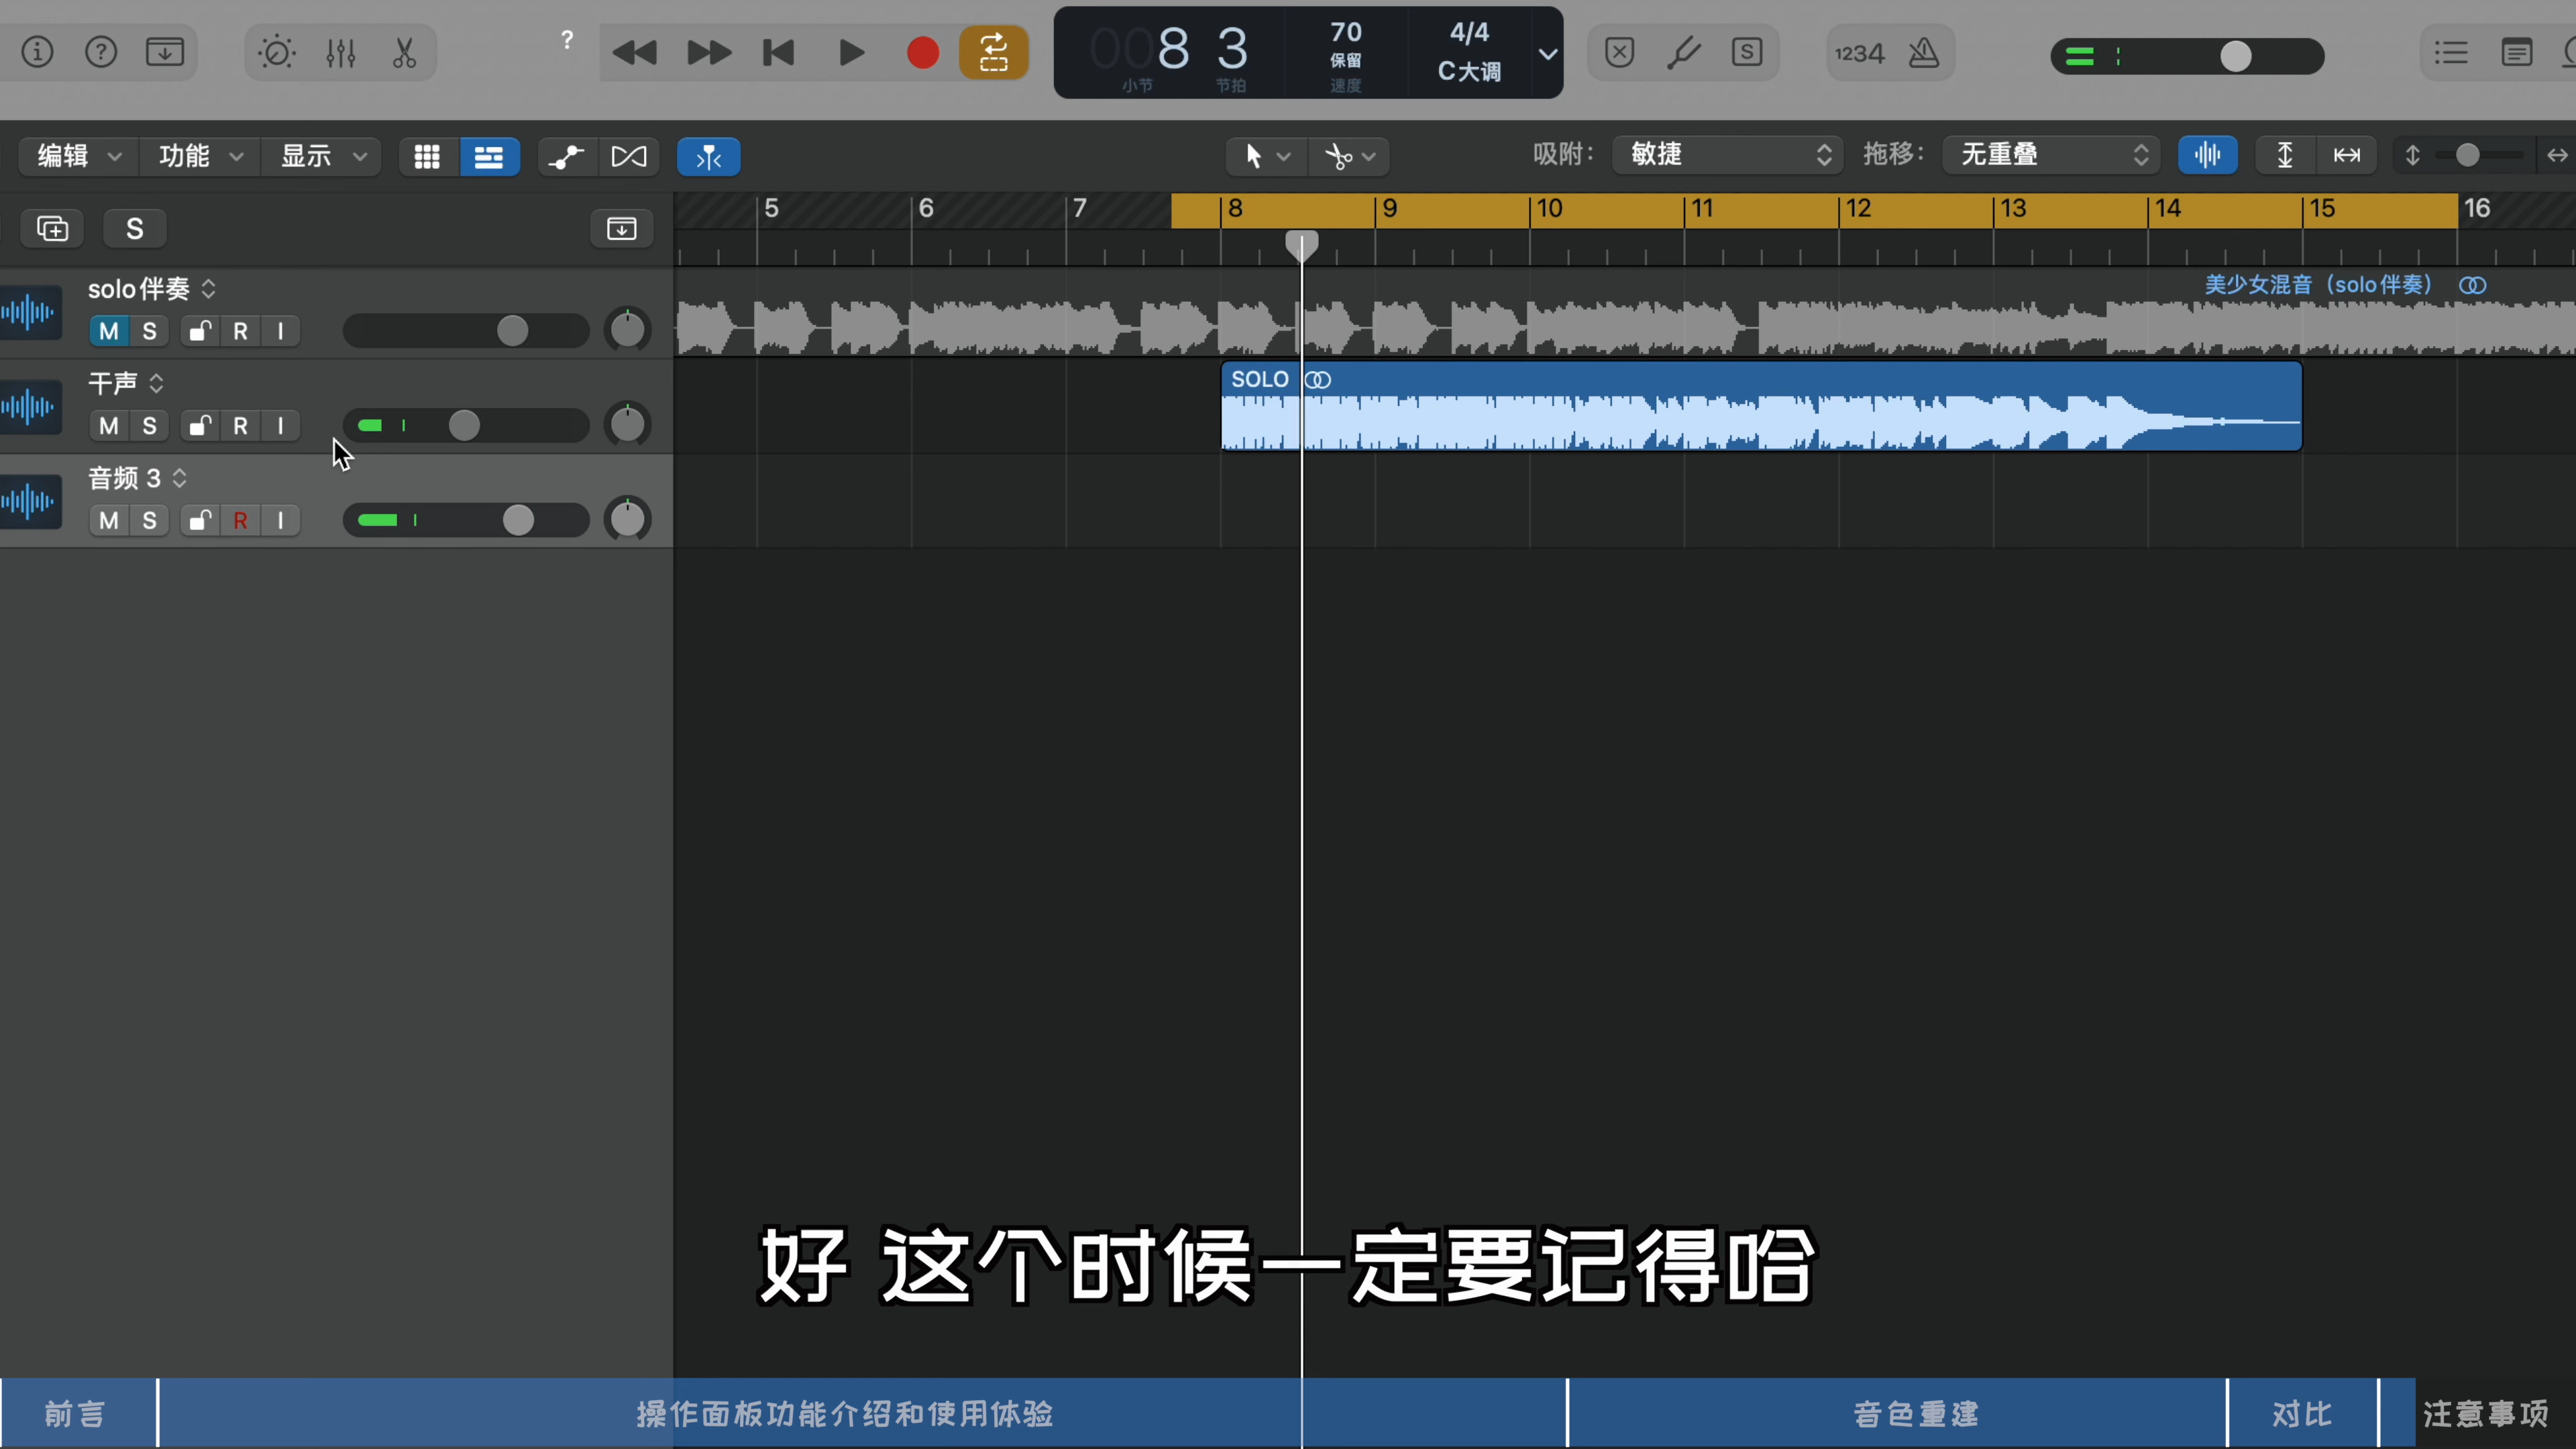 ?
008 3
小节 节拍
70
保留
速度
4/4
C大调
S
1234
编辑 功能 显示
吸附: 敏捷 拖移: 无重叠
S
5 6 7 8 9 10 11 12 13 14 15 16
solo伴奏
M S R I
美少女混音（solo伴奏）
干声
M S R I
SOLO
音频 3
M S R I
好 这个时候一定要记得哈
前言 操作面板功能介绍和使用体验 音色重建 对比 注意事项